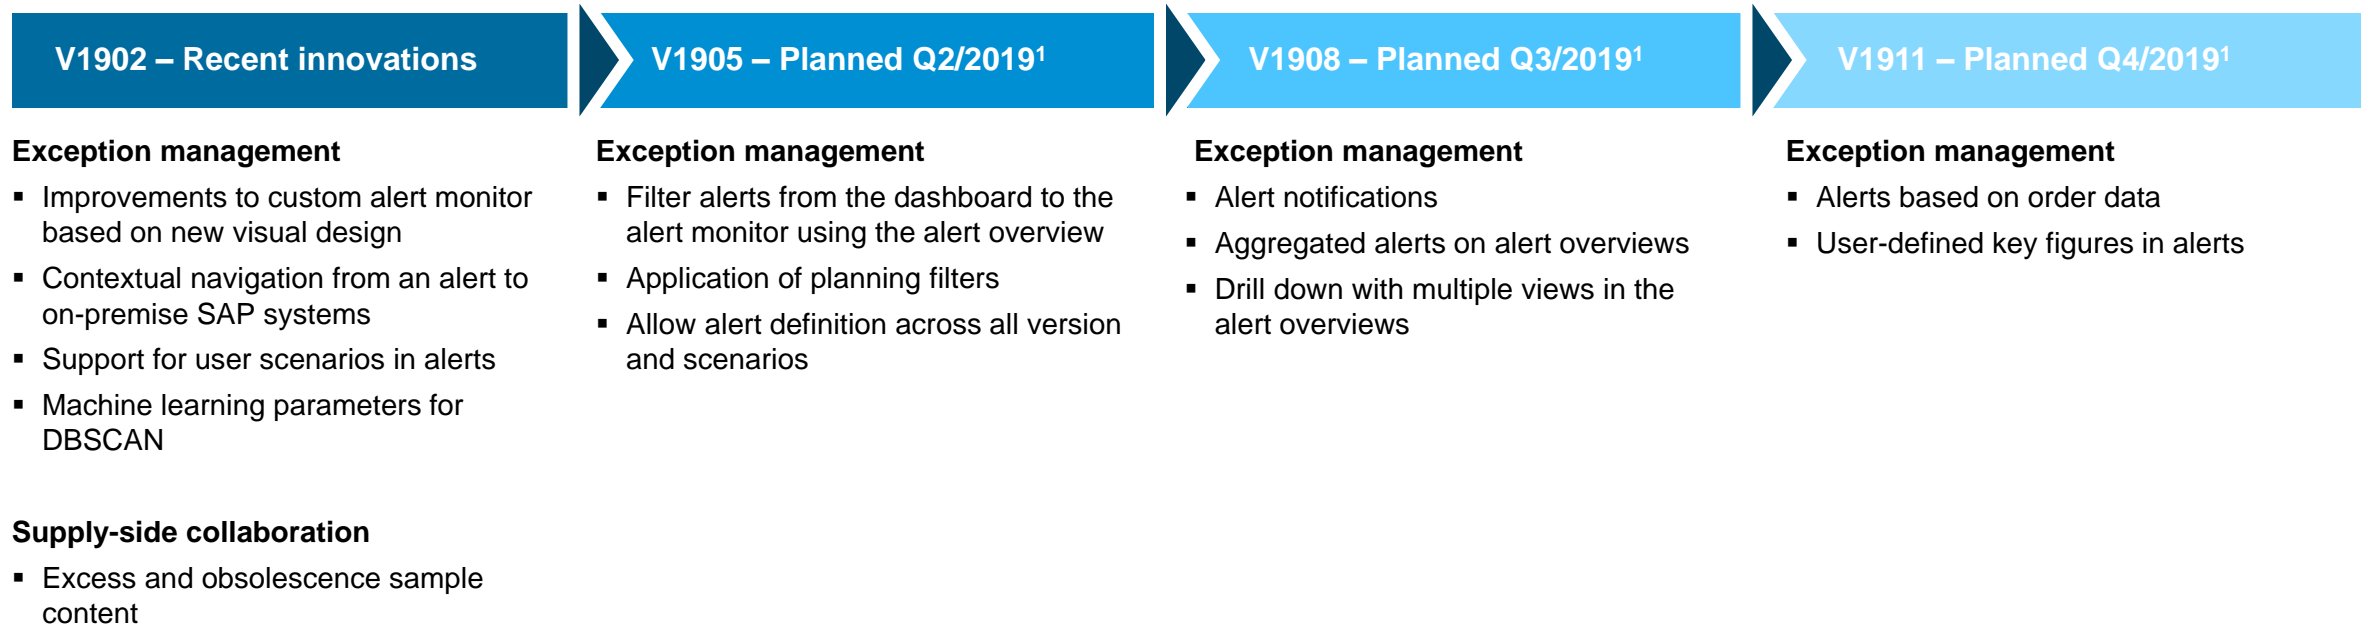 V1902 – Recent innovations
Exception management
▪ Improvements to custom alert monitor
based on new visual design
▪ Contextual navigation from an alert to
on-premise SAP systems
▪ Support for user scenarios in alerts
▪ Machine learning parameters for
DBSCAN
Supply-side collaboration
▪ Excess and obsolescence sample
content
V1905 – Planned Q2/2019¹
Exception management
▪ Filter alerts from the dashboard to the
alert monitor using the alert overview
▪ Application of planning filters
▪ Allow alert definition across all version
and scenarios
V1908 – Planned Q3/2019¹
Exception management
▪ Alert notifications
▪ Aggregated alerts on alert overviews
▪ Drill down with multiple views in the
alert overviews
V1911 – Planned Q4/2019¹
Exception management
▪ Alerts based on order data
▪ User-defined key figures in alerts